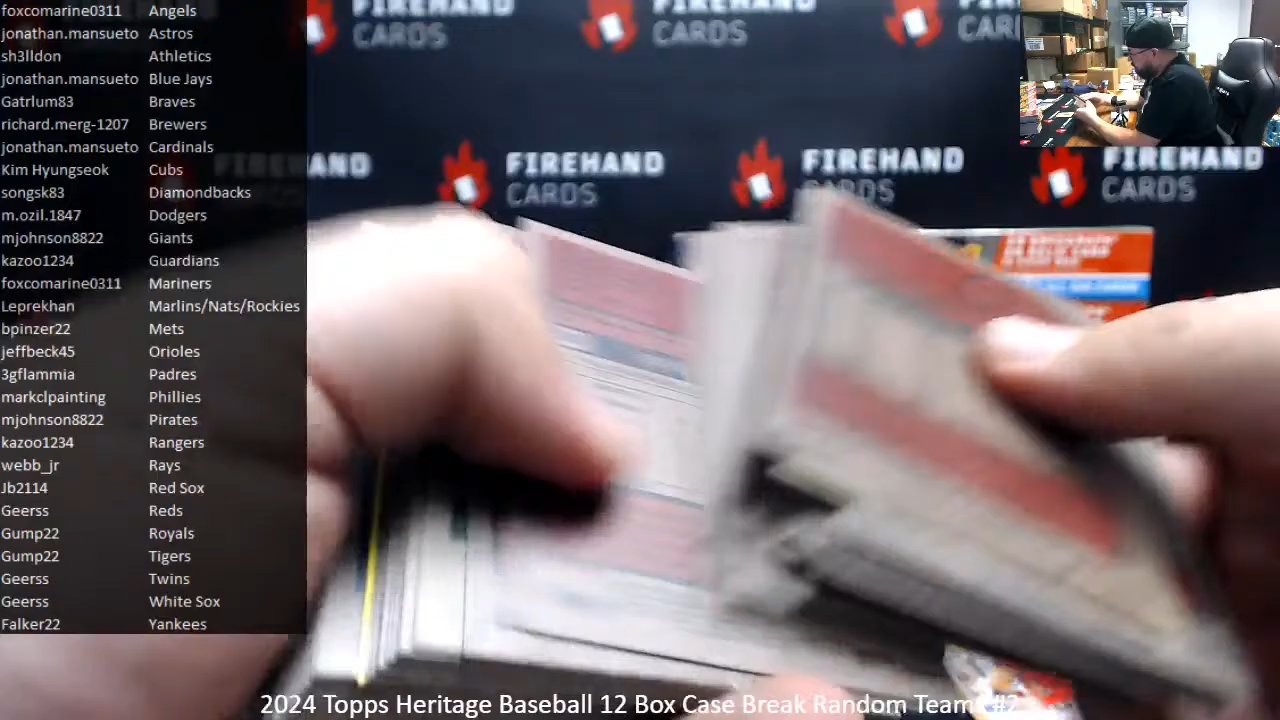 foxcomarine0311 Angels
jonathan.mansueto Astros
sh3lldon Athletics
jonathan.mansueto Blue Jays
Gatrlum83 Braves
richard.merg-1207 Brewers
jonathan.mansueto Cardinals
Kim Hyungseok Cubs
songsk83 Diamondbacks
m.ozil.1847 Dodgers
mjohnson8822 Giants
kazoo1234 Guardians
foxcomarine0311 Mariners
Leprekhan Marlins/Nats/Rockies
bpinzer22 Mets
jeffbeck45 Orioles
3gflammia Padres
markclpainting Phillies
mjohnson8822 Pirates
kazoo1234 Rangers
webb_jr Rays
Jb2114 Red Sox
Geerss Reds
Gump22 Royals
Gump22 Tigers
Geerss Twins
Geerss White Sox
Falker22 Yankees
FIREHAND
CARDS
FIREHAND
CARDS
FI
CAR
HAND
FIREHAND
CARDS
FIREHAND
CARDS
FIREHAND
CARDS
2024 Topps Heritage Baseball 12 Box Case Break Random Teams #2